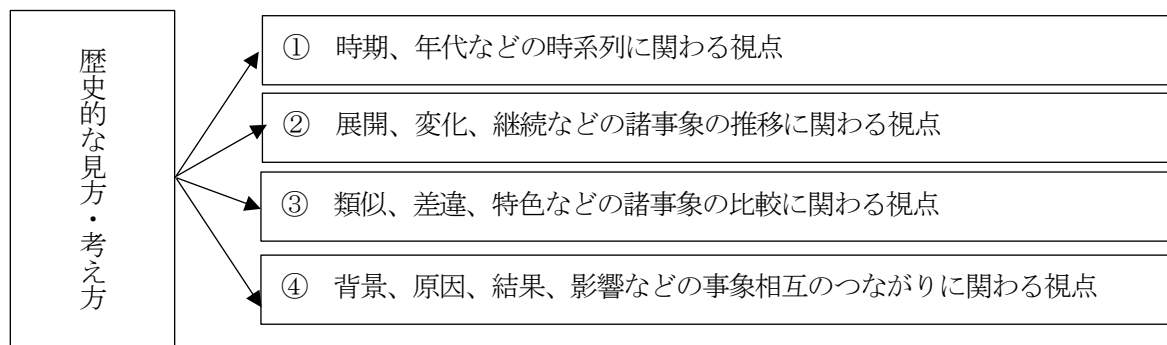 歴史的な見方・考え方
① 時期、年代などの時系列に関わる視点
② 展開、変化、継続などの諸事象の推移に関わる視点
③ 類似、差違、特色などの諸事象の比較に関わる視点
④ 背景、原因、結果、影響などの事象相互のつながりに関わる視点